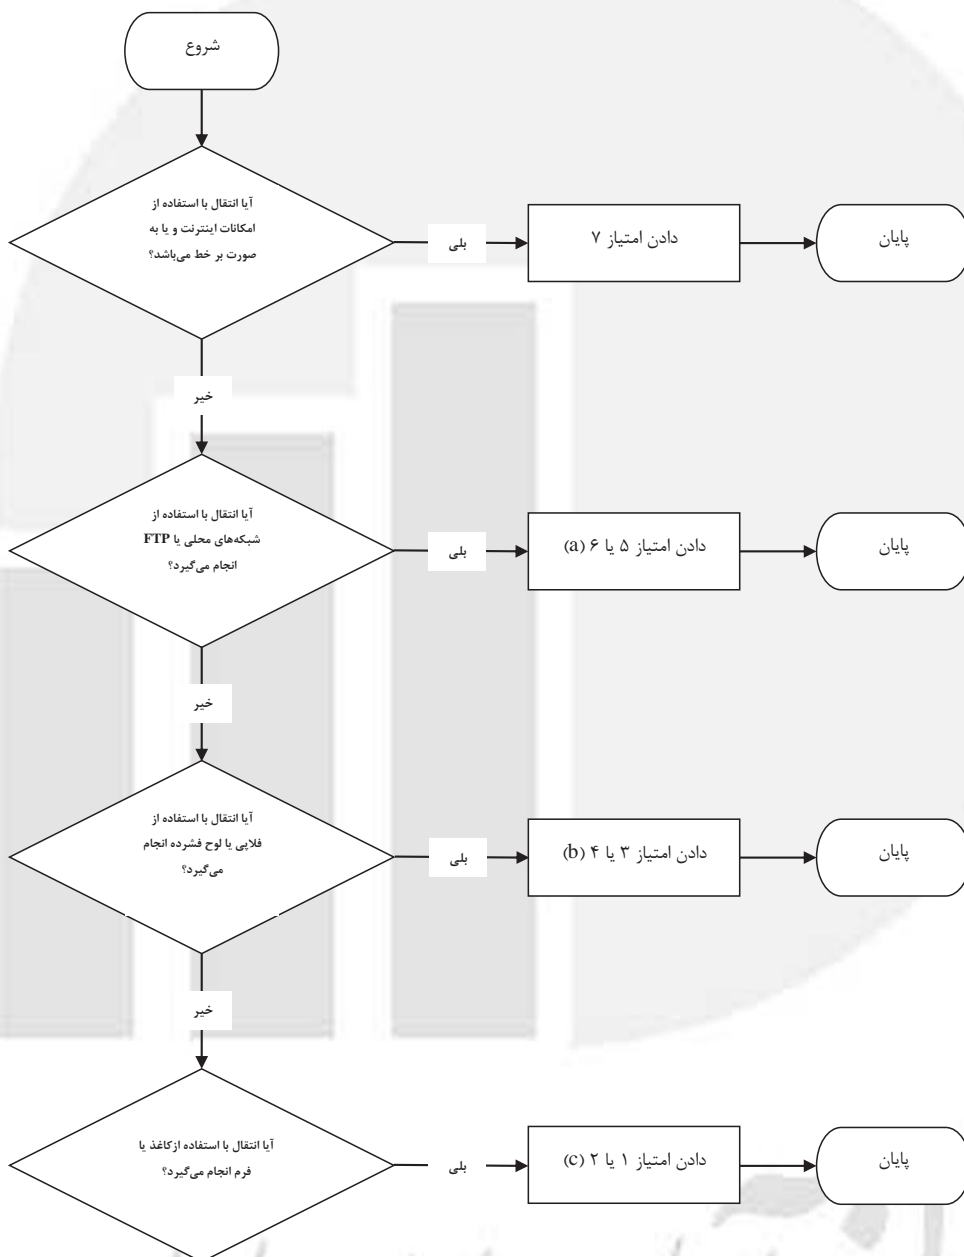 شروع
آیا انتقال با استفاده از
امکانات اینترنت و یا به
صورت بر خط می‌باشد؟
بلی
دادن امتیاز ۷
پایان
خیر
آیا انتقال با استفاده از
شبکه‌های محلی یا FTP
انجام می‌گیرد؟
بلی
دادن امتیاز ۵ یا ۶ (a)
پایان
خیر
آیا انتقال با استفاده از
فلاپی یا لوح فشرده انجام
می‌گیرد؟
بلی
دادن امتیاز ۳ یا ۴ (b)
پایان
خیر
آیا انتقال با استفاده ازکاغذ یا
فرم انجام می‌گیرد؟
بلی
دادن امتیاز ۱ یا ۲ (c)
پایان